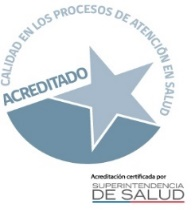 CALIDAD EN LOS PROCESOS DE ATENCIÓN EN SALUD
ACREDITADO
Acreditación certificada por
SUPERINTENDENCIA
DE SALUD